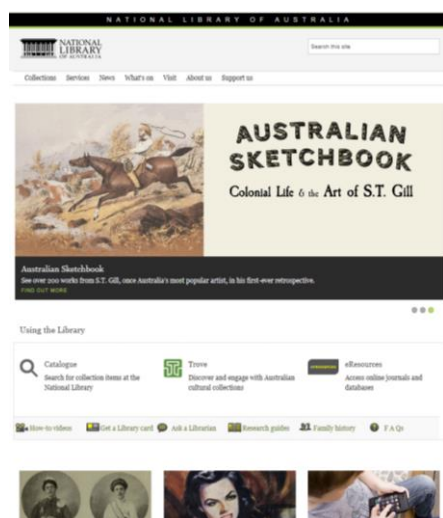 NATIONAL LIBRARY OF AUSTRALIA
NATIONAL
LIBRARY
OF AUSTRALIA
Search this site
Collections Services News What's on Visit About us Support us
AUSTRALIAN
SKETCHBOOK
Colonial Life & the Art of S.T. Gill
Australian Sketchbook
See over 200 works from S.T. Gill, once Australia's most popular artist, in his first-ever retrospective.
FIND OUT MORE
Using the Library
Catalogue
Search for collection items at the
National Library
Trove
Discover and engage with Australian
cultural collections
eResources
eResources
Access online journals and
databases
How-to videos Get a Library card Ask a Librarian Research guides Family history F A Qs